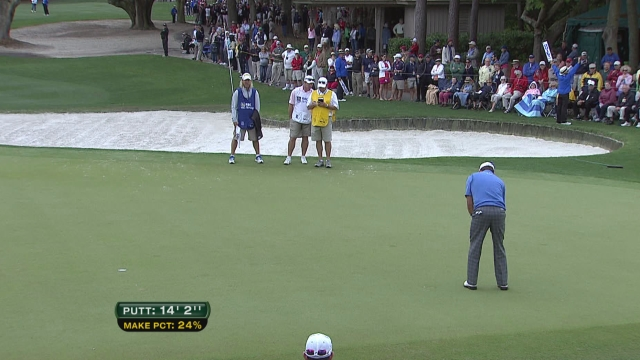 PUTT: 14' 2''
MAKE PCT: 24%